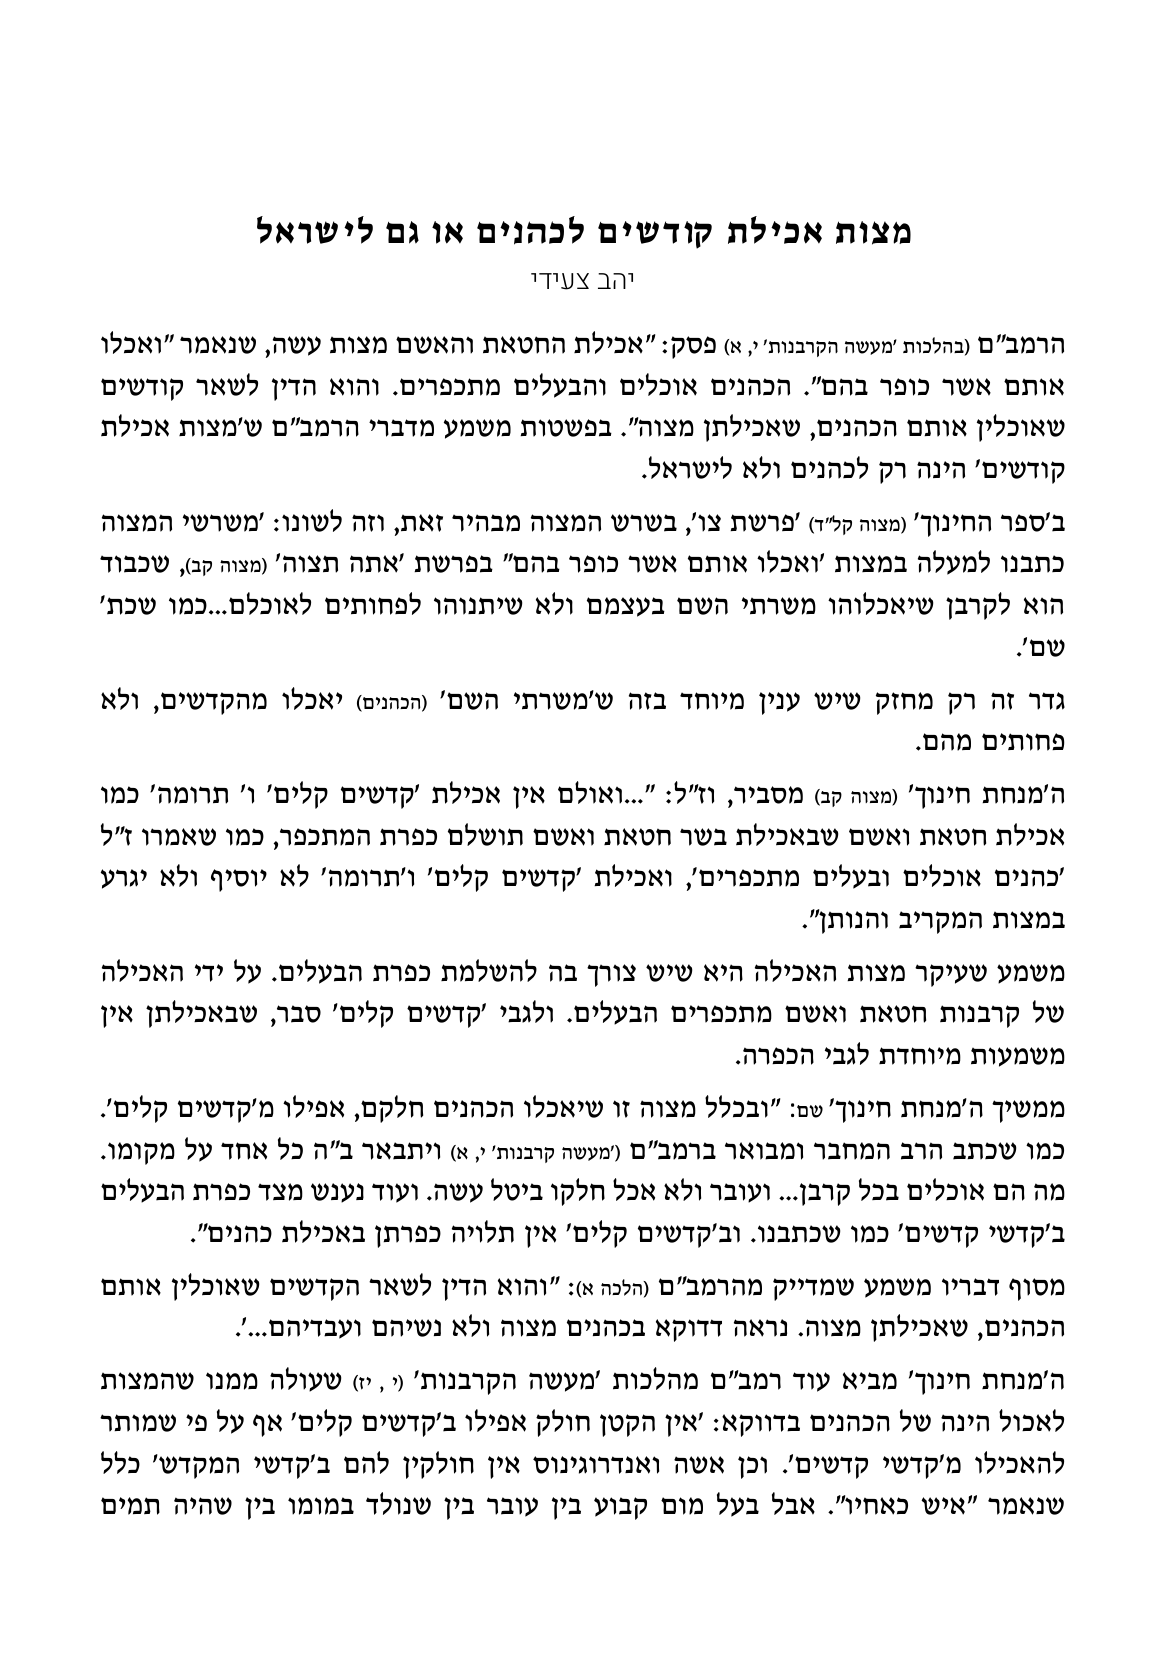 מצות אכילת קודשים לכהנים או גם לישראל
יהב צעידי
הרמב"ם (בהלכות 'מעשה הקרבנות' י, א) פסק: "אכילת החטאת והאשם מצות עשה, שנאמר "ואכלו
אותם אשר כופר בהם". הכהנים אוכלים והבעלים מתכפרים. והוא הדין לשאר קודשים
שאוכלין אותם הכהנים, שאכילתן מצוה". בפשטות משמע מדברי הרמב"ם ש'מצות אכילת
קודשים' הינה רק לכהנים ולא לישראל.
ב'ספר החינוך' (מצוה קל"ד) 'פרשת צו', בשרש המצוה מבהיר זאת, וזה לשונו: 'משרשי המצוה
כתבנו למעלה במצות 'ואכלו אותם אשר כופר בהם" בפרשת 'אתה תצוה' (מצוה קב), שכבוד
הוא לקרבן שיאכלוהו משרתי השם בעצמם ולא שיתנוהו לפחותים לאוכלם...כמו שכת'
שם'.
גדר זה רק מחזק שיש ענין מיוחד בזה ש'משרתי השם' (הכהנים) יאכלו מהקדשים, ולא
פחותים מהם.
ה'מנחת חינוך' (מצוה קב) מסביר, וז"ל: "...ואולם אין אכילת 'קדשים קלים' ו' תרומה' כמו
אכילת חטאת ואשם שבאכילת בשר חטאת ואשם תושלם כפרת המתכפר, כמו שאמרו ז"ל
'כהנים אוכלים ובעלים מתכפרים', ואכילת 'קדשים קלים' ו'תרומה' לא יוסיף ולא יגרע
במצות המקריב והנותן".
משמע שעיקר מצות האכילה היא שיש צורך בה להשלמת כפרת הבעלים. על ידי האכילה
של קרבנות חטאת ואשם מתכפרים הבעלים. ולגבי 'קדשים קלים' סבר, שבאכילתן אין
משמעות מיוחדת לגבי הכפרה.
ממשיך ה'מנחת חינוך' שם: "ובכלל מצוה זו שיאכלו הכהנים חלקם, אפילו מ'קדשים קלים'.
כמו שכתב הרב המחבר ומבואר ברמב"ם ('מעשה קרבנות' י, א) ויתבאר ב"ה כל אחד על מקומו.
מה הם אוכלים בכל קרבן... ועובר ולא אכל חלקו ביטל עשה. ועוד נענש מצד כפרת הבעלים
ב'קדשי קדשים' כמו שכתבנו. וב'קדשים קלים' אין תלויה כפרתן באכילת כהנים".
מסוף דבריו משמע שמדייק מהרמב"ם (הלכה א): "והוא הדין לשאר הקדשים שאוכלין אותם
הכהנים, שאכילתן מצוה. נראה דדוקא בכהנים מצוה ולא נשיהם ועבדיהם...'.
ה'מנחת חינוך' מביא עוד רמב"ם מהלכות 'מעשה הקרבנות' (י , יז) שעולה ממנו שהמצות
לאכול הינה של הכהנים בדווקא: 'אין הקטן חולק אפילו ב'קדשים קלים' אף על פי שמותר
להאכילו מ'קדשי קדשים'. וכן אשה ואנדרוגינוס אין חולקין להם ב'קדשי המקדש' כלל
שנאמר "איש כאחיו". אבל בעל מום קבוע בין עובר בין שנולד במומו בין שהיה תמים